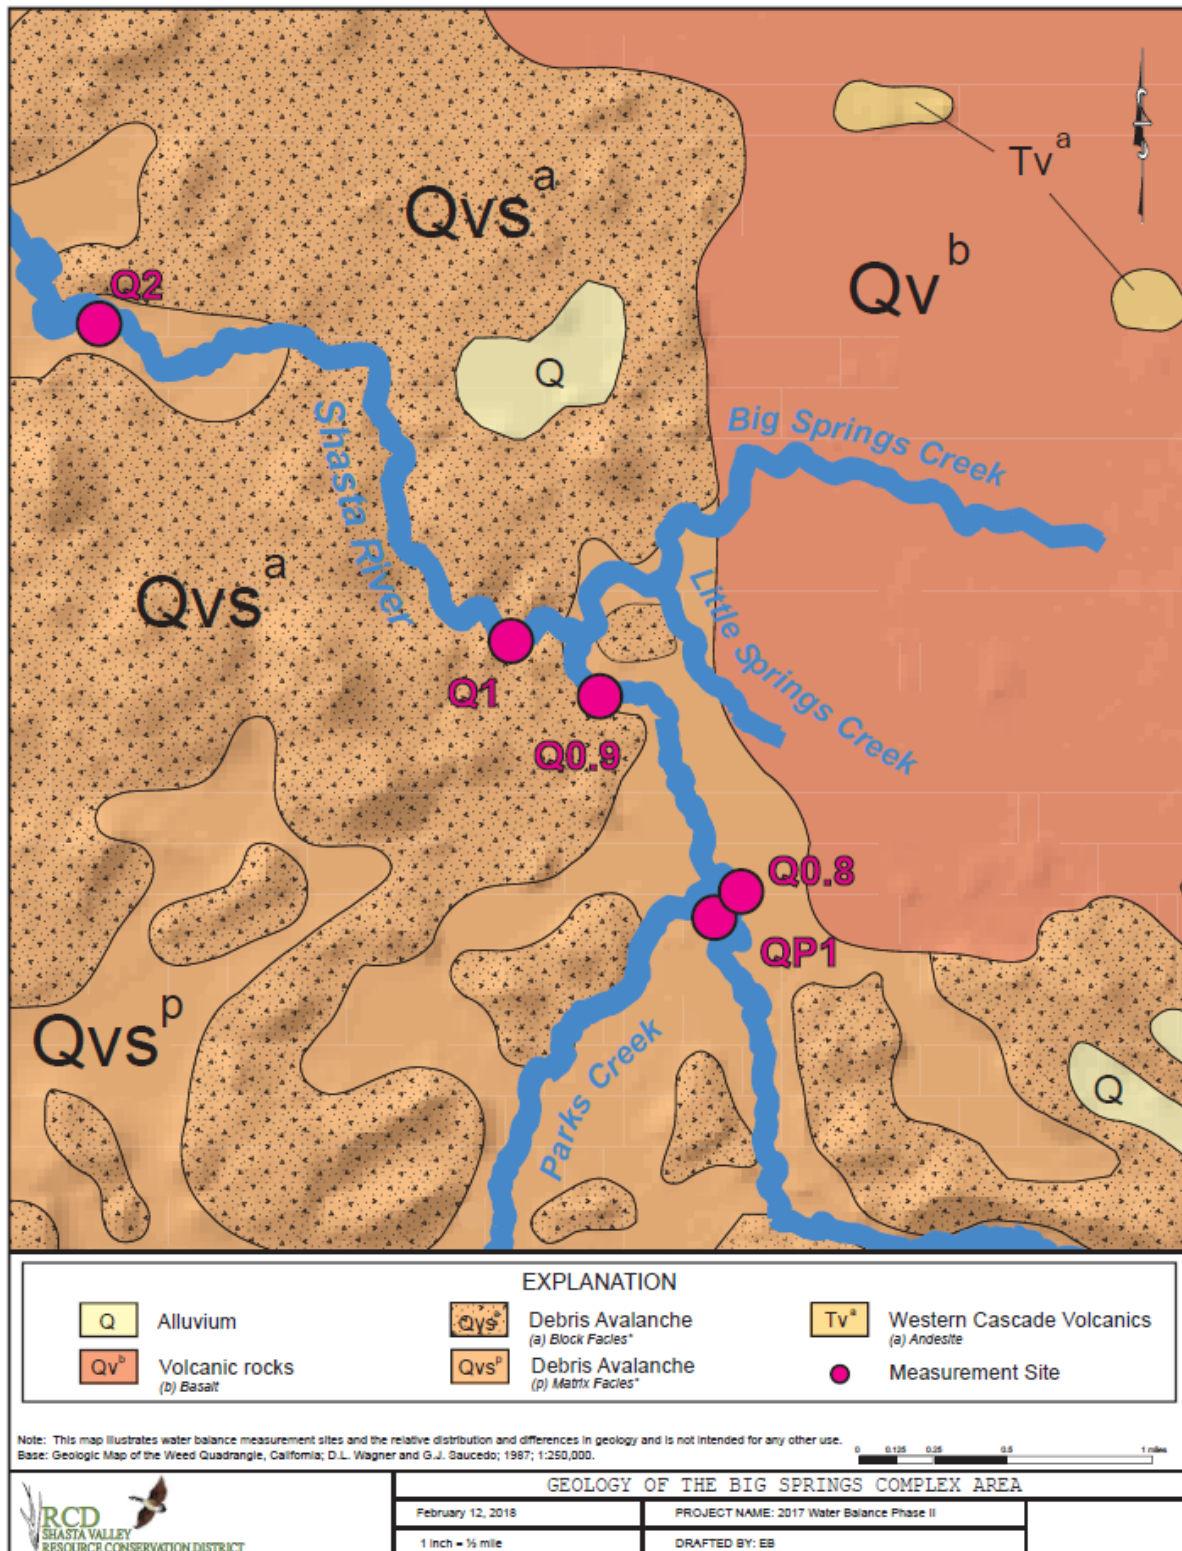 Qvs a
Tv a
Qv b
Q2
Q
Big Springs Creek
Shasta River
Qvs a
Little Springs Creek
Q1
Q0.9
Q0.8
QP1
Qvs p
Parks Creek
Q
EXPLANATION
Q Alluvium
Qvs a Debris Avalanche
(a) Block Facies*
Tv a Western Cascade Volcanics
(a) Andesite
Qv b Volcanic rocks
(b) Basalt
Qvs p Debris Avalanche
(p) Matrix Facies*
Measurement Site
Note: This map illustrates water balance measurement sites and the relative distribution and differences in geology and is not intended for any other use.
Base: Geologic Map of the Weed Quadrangle, California; D.L. Wagner and G.J. Saucedo; 1987; 1:250,000.
0 0.125 0.25 0.5 1 miles
GEOLOGY OF THE BIG SPRINGS COMPLEX AREA
February 12, 2018
PROJECT NAME: 2017 Water Balance Phase II
1 inch = ½ mile
DRAFTED BY: EB
RCD
SHASTA VALLEY
RESOURCE CONSERVATION DISTRICT